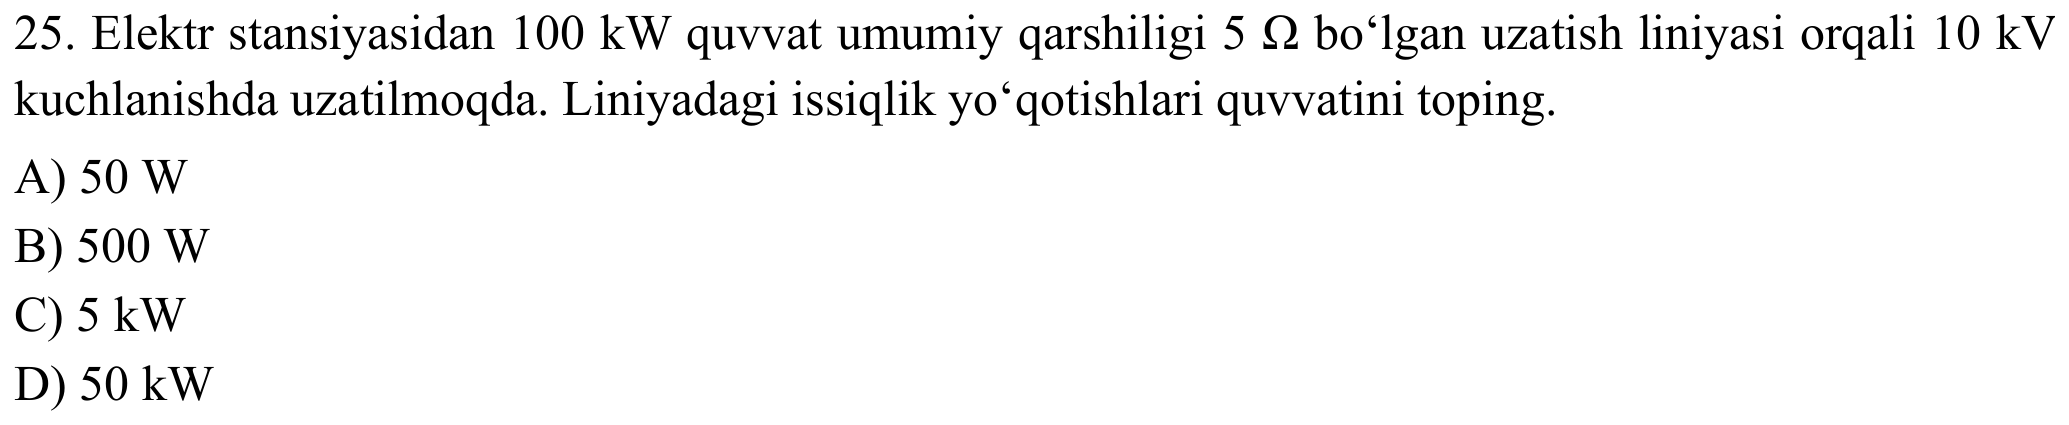 25. Elektr stansiyasidan 100 kW quvvat umumiy qarshiligi 5 Ω bo‘lgan uzatish liniyasi orqali 10 kV
kuchlanishda uzatilmoqda. Liniyadagi issiqlik yo‘qotishlari quvvatini toping.
A) 50 W
B) 500 W
C) 5 kW
D) 50 kW